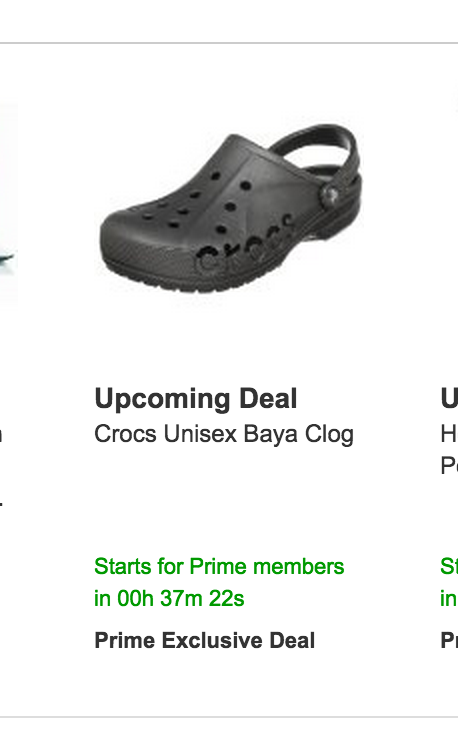 crocs
Upcoming Deal
Crocs Unisex Baya Clog
Starts for Prime members
in 00h 37m 22s
Prime Exclusive Deal